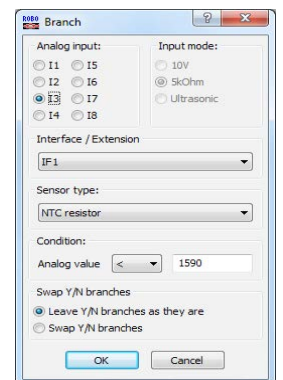 ROBO
PRO Branch
Analog input: Input mode:
I1 I5 10V
I2 I6 5kOhm
I3 I7 Ultrasonic
I4 I8
Interface / Extension
IF1
Sensor type:
NTC resistor
Condition:
Analog value < 1590
Swap Y/N branches
Leave Y/N branches as they are
Swap Y/N branches
OK Cancel